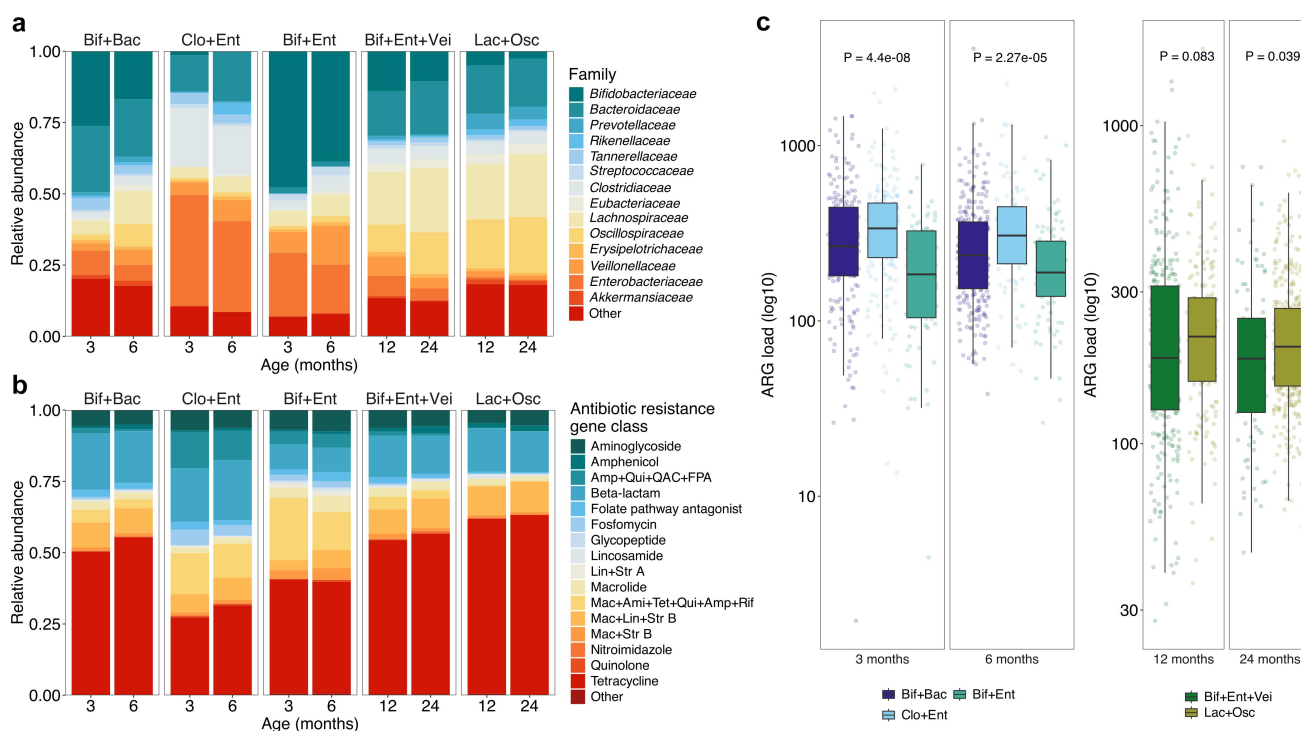 a
Bif+Bac Clo+Ent Bif+Ent Bif+Ent+Vei Lac+Osc
Relative abundance
1.00
0.75
0.50
0.25
0.00
3 6 3 6 3 6 12 24 12 24
Age (months)
Family
Bifidobacteriaceae
Bacteroidaceae
Prevotellaceae
Rikenellaceae
Tannerellaceae
Streptococcaceae
Clostridiaceae
Eubacteriaceae
Lachnospiraceae
Oscillospiraceae
Erysipelotrichaceae
Veillonellaceae
Enterobacteriaceae
Akkermansiaceae
Other
b
Bif+Bac Clo+Ent Bif+Ent Bif+Ent+Vei Lac+Osc
Relative abundance
1.00
0.75
0.50
0.25
0.00
3 6 3 6 3 6 12 24 12 24
Age (months)
Antibiotic resistance
gene class
Aminoglycoside
Amphenicol
Amp+Qui+QAC+FPA
Beta-lactam
Folate pathway antagonist
Fosfomycin
Glycopeptide
Lincosamide
Lin+Str A
Macrolide
Mac+Ami+Tet+Qui+Amp+Rif
Mac+Lin+Str B
Mac+Str B
Nitroimidazole
Quinolone
Tetracycline
Other
c
P = 4.4e-08 P = 2.27e-05
ARG load (log10)
1000
100
10
3 months 6 months
Bif+Bac Bif+Ent
Clo+Ent
P = 0.083 P = 0.039
ARG load (log10)
1000
300
100
30
12 months 24 months
Bif+Ent+Vei
Lac+Osc